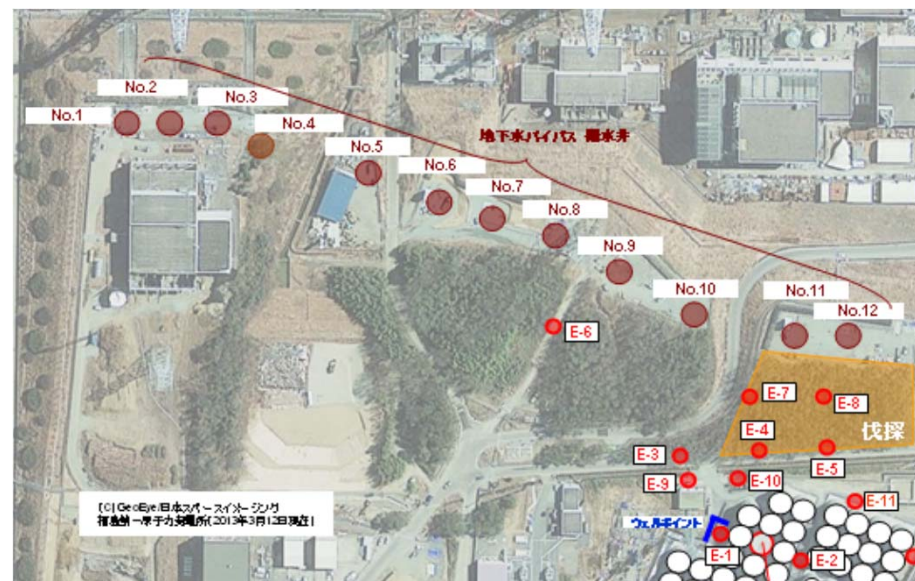 No.1
No.2
No.3
No.4
No.5
No.6
No.7
No.8
No.9
No.10
No.11
No.12
地下水バイパス 揚水井
E-6
E-7
E-8
E-4
伐採
E-3
E-5
E-9
E-10
E-11
ウェルポイント
E-1
E-2
(C)GeoEye/日本スペースイメージング
福島第一原子力発電所(2013年3月12日現在)